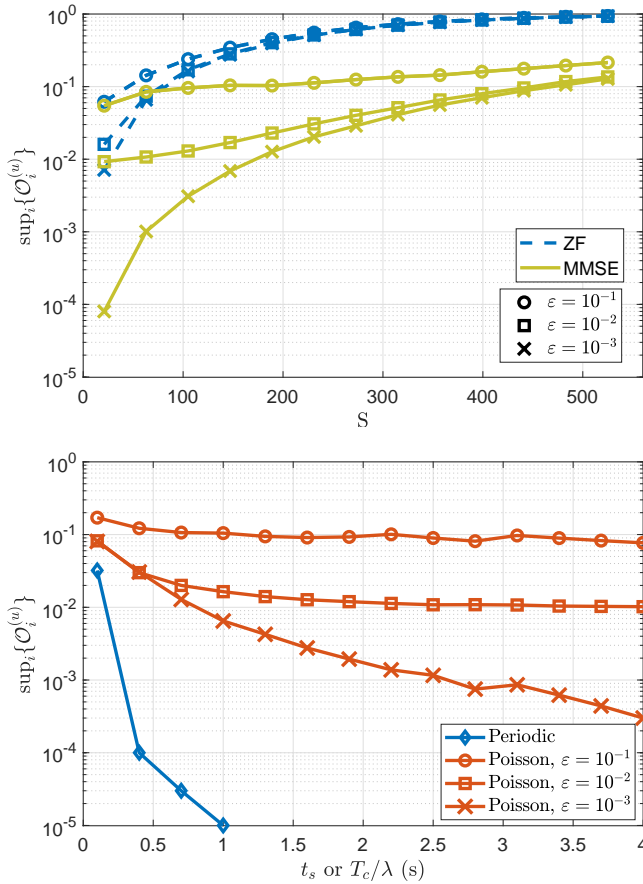 10^0
10^-1
10^-2
10^-3
10^-4
10^-5
sup_i{O_i^(u)}
ZF
MMSE
ε = 10^-1
ε = 10^-2
ε = 10^-3
0 100 200 300 400 500
S
10^0
10^-1
10^-2
10^-3
10^-4
10^-5
sup_i{O_i^(u)}
Periodic
Poisson, ε = 10^-1
Poisson, ε = 10^-2
Poisson, ε = 10^-3
0 0.5 1.0 1.5 2.0 2.5 3.0 3.5 4
t_s or T_c/λ (s)